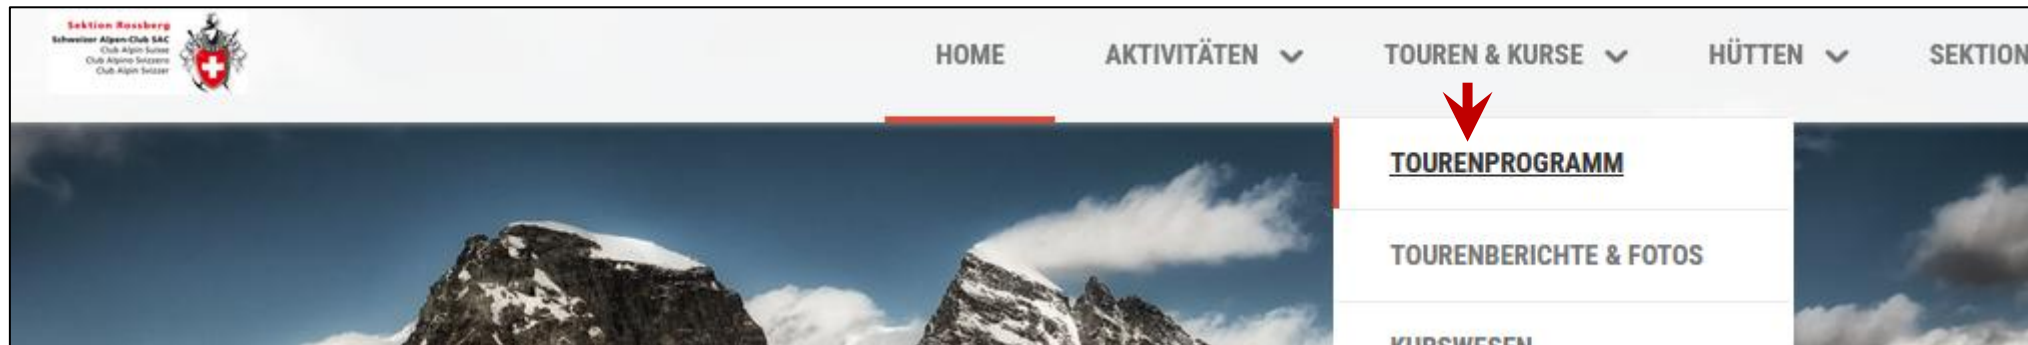 Sektion Rossberg
Schweizer Alpen-Club SAC
Club Alpin Suisse
Club Alpino Svizzero
Club Alpin Svizzer
HOME
AKTIVITÄTEN
TOUREN & KURSE
HÜTTEN
SEKTION
TOURENPROGRAMM
TOURENBERICHTE & FOTOS
KURSWESEN